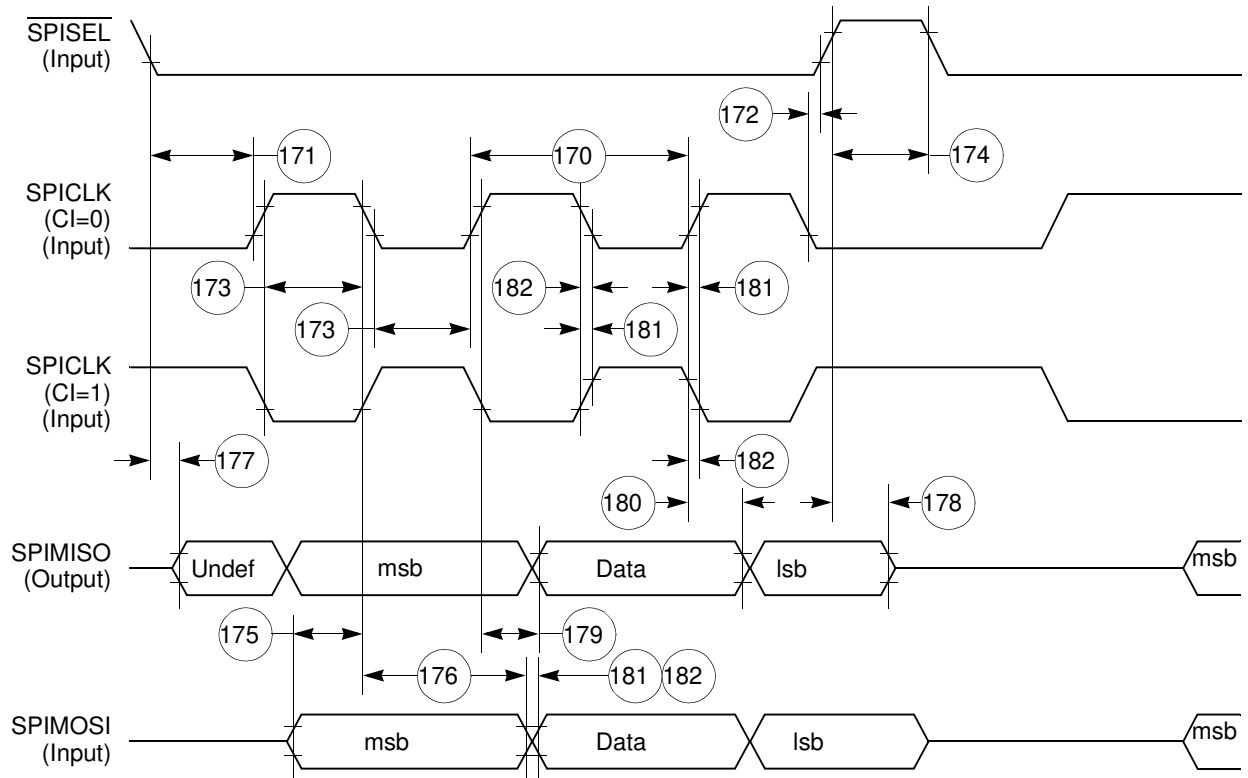 SPISEL
(Input)
172
171
170
174
SPICLK
(CI=0)
(Input)
173
182
181
173
181
SPICLK
(CI=1)
(Input)
177
182
180
178
SPIMISO
(Output)
Undef
msb
Data
lsb
msb
175
179
176
181
182
SPIMOSI
(Input)
msb
Data
lsb
msb